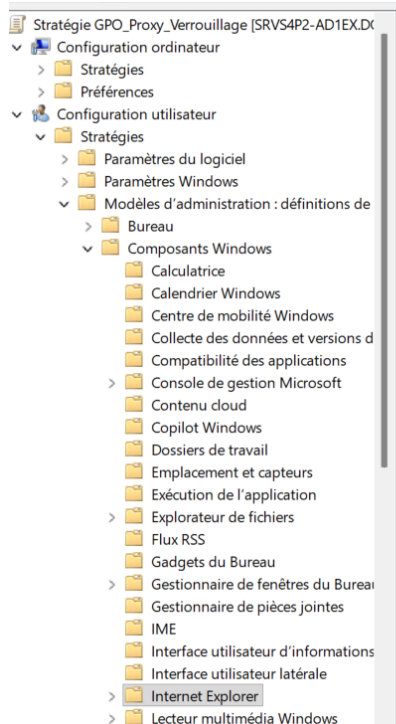 Stratégie GPO_Proxy_Verrouillage [SRVS4P2-AD1EX.DO
Configuration ordinateur
Stratégies
Préférences
Configuration utilisateur
Stratégies
Paramètres du logiciel
Paramètres Windows
Modèles d'administration : définitions de
Bureau
Composants Windows
Calculatrice
Calendrier Windows
Centre de mobilité Windows
Collecte des données et versions d
Compatibilité des applications
Console de gestion Microsoft
Contenu cloud
Copilot Windows
Dossiers de travail
Emplacement et capteurs
Exécution de l'application
Explorateur de fichiers
Flux RSS
Gadgets du Bureau
Gestionnaire de fenêtres du Bureau
Gestionnaire de pièces jointes
IME
Interface utilisateur d'informations
Interface utilisateur latérale
Internet Explorer
Lecteur multimédia Windows